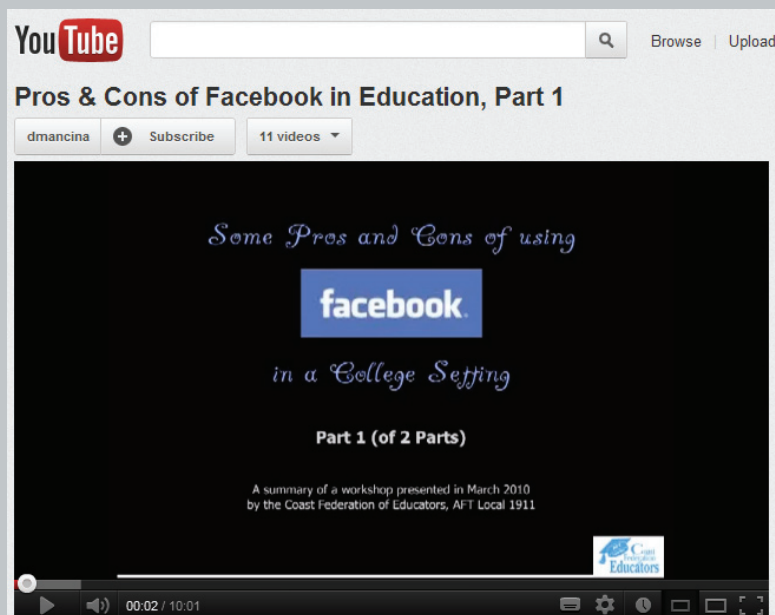 YouTube Browse | Upload
Pros & Cons of Facebook in Education, Part 1
dmancina Subscribe 11 videos
Some Pros and Cons of using
facebook.
in a College Setting
Part 1 (of 2 Parts)
A summary of a workshop presented in March 2010
by the Coast Federation of Educators, AFT Local 1911
Coast
Federation
Educators
00:02 / 10:01